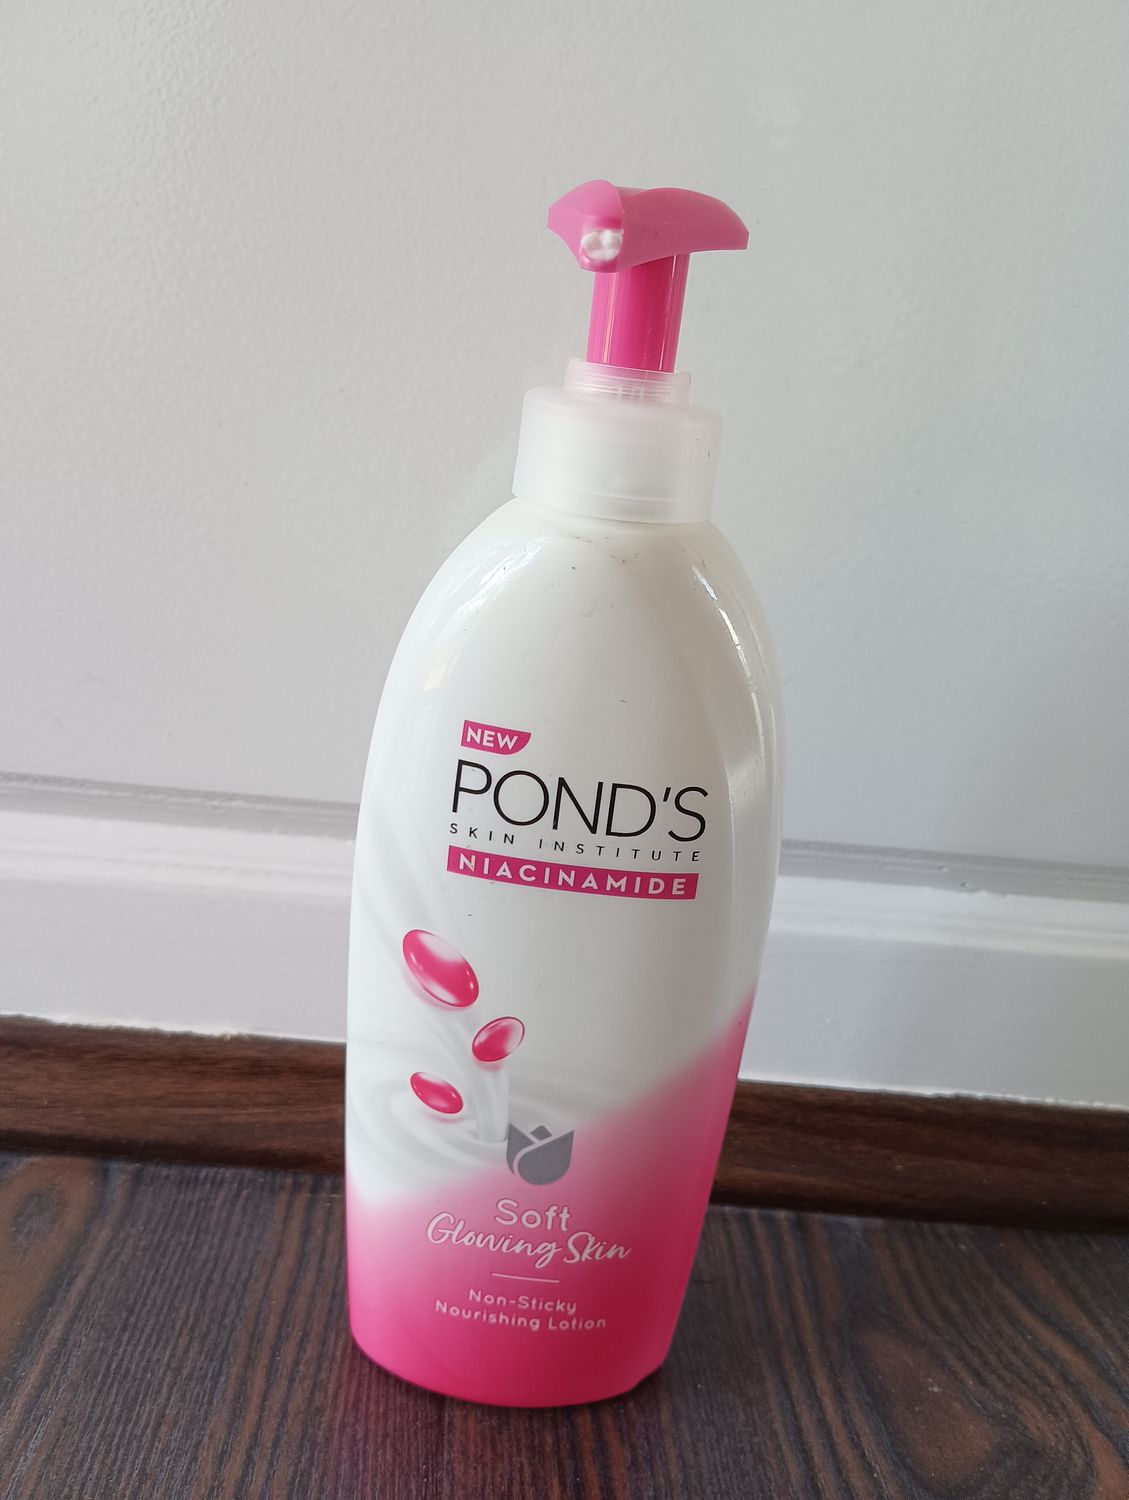 NEW
POND'S
SKIN INSTITUTE
NIACINAMIDE
Soft
Glowing Skin
Non-Sticky
Nourishing Lotion